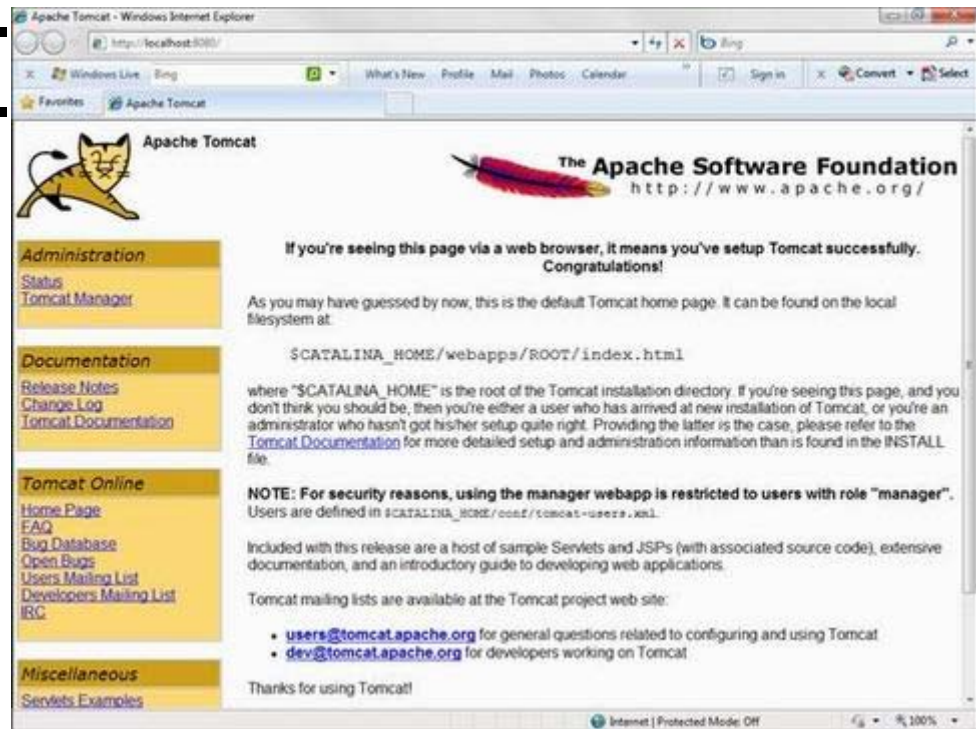 Apache Tomcat - Windows Internet Explorer
http://localhost:8080/
Bing
Windows Live Bing What's New Profile Mail Photos Calendar » Sign in Convert Select
Favorites Apache Tomcat
Apache Tomcat
The Apache Software Foundation
http://www.apache.org/
Administration
Status
Tomcat Manager
Documentation
Release Notes
Change Log
Tomcat Documentation
Tomcat Online
Home Page
FAQ
Bug Database
Open Bugs
Users Mailing List
Developers Mailing List
IRC
Miscellaneous
Servlets Examples
If you're seeing this page via a web browser, it means you've setup Tomcat successfully.
Congratulations!
As you may have guessed by now, this is the default Tomcat home page. It can be found on the local
filesystem at:
$CATALINA_HOME/webapps/ROOT/index.html
where "$CATALINA_HOME" is the root of the Tomcat installation directory. If you're seeing this page, and you
don't think you should be, then you're either a user who has arrived at new installation of Tomcat, or you're an
administrator who hasn't got his/her setup quite right. Providing the latter is the case, please refer to the
Tomcat Documentation for more detailed setup and administration information than is found in the INSTALL
file.
NOTE: For security reasons, using the manager webapp is restricted to users with role "manager".
Users are defined in $CATALINA_HOME/conf/tomcat-users.xml.
Included with this release are a host of sample Servlets and JSPs (with associated source code), extensive
documentation, and an introductory guide to developing web applications.
Tomcat mailing lists are available at the Tomcat project web site:
• users@tomcat.apache.org for general questions related to configuring and using Tomcat
• dev@tomcat.apache.org for developers working on Tomcat
Thanks for using Tomcat!
Internet | Protected Mode: Off 100%